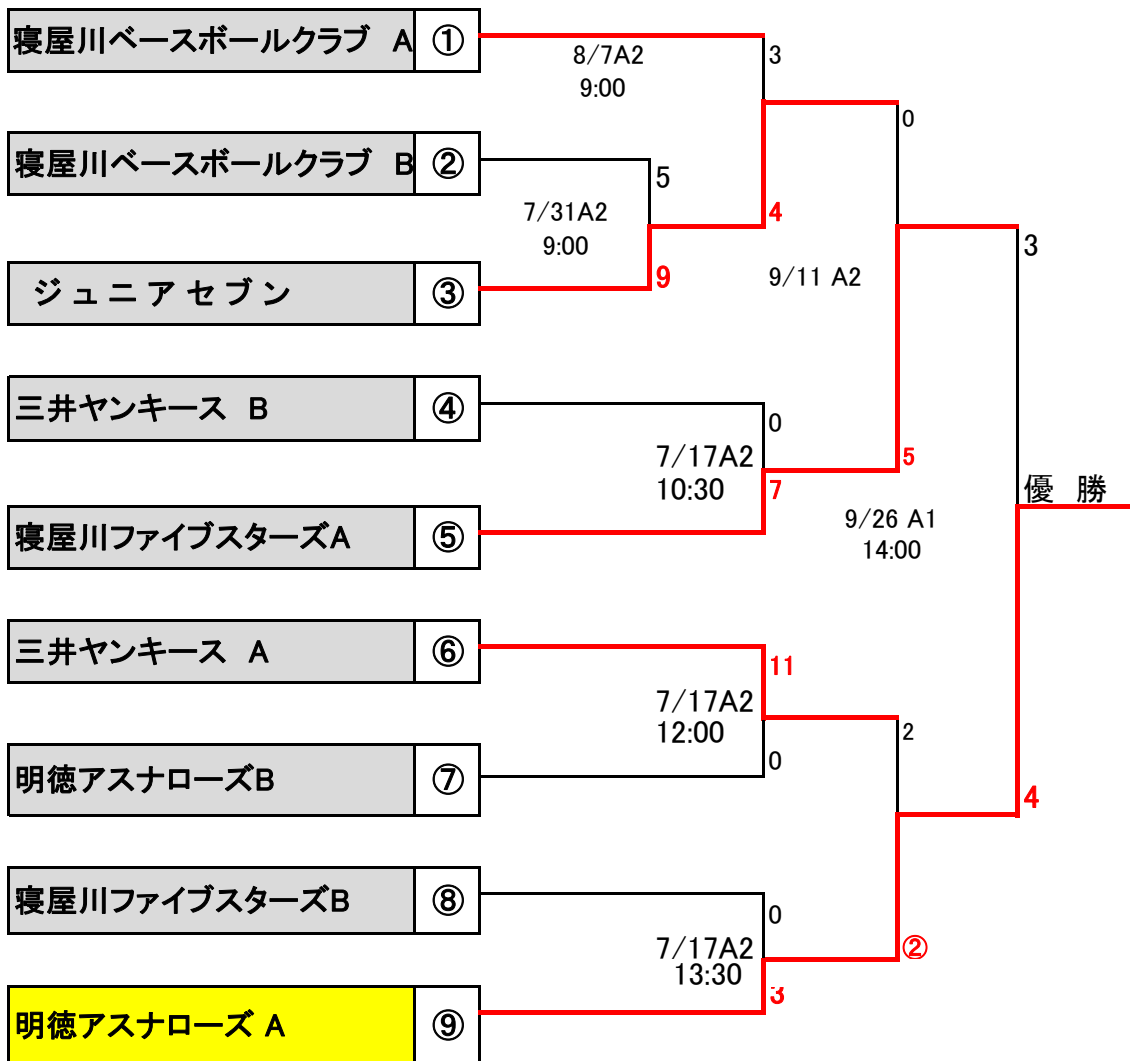 寝屋川ベースボールクラブ A ①
8/7A2
9:00
3
0
寝屋川ベースボールクラブ B ②
5
7/31A2
9:00
4
9
ジュニアセブン ③
9/11 A2
3
三井ヤンキース B ④
0
7/17A2
10:30
7
5
優 勝
寝屋川ファイブスターズA ⑤
9/26 A1
14:00
三井ヤンキース A ⑥
11
7/17A2
12:00
2
0
明徳アスナローズB ⑦
4
寝屋川ファイブスターズB ⑧
0
7/17A2
13:30
②
3
明徳アスナローズ A ⑨